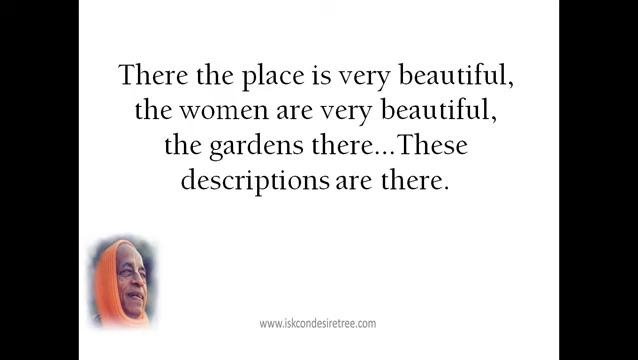 There the place is very beautiful,
the women are very beautiful,
the gardens there...These
descriptions are there.
www.iskcondesiretree.com